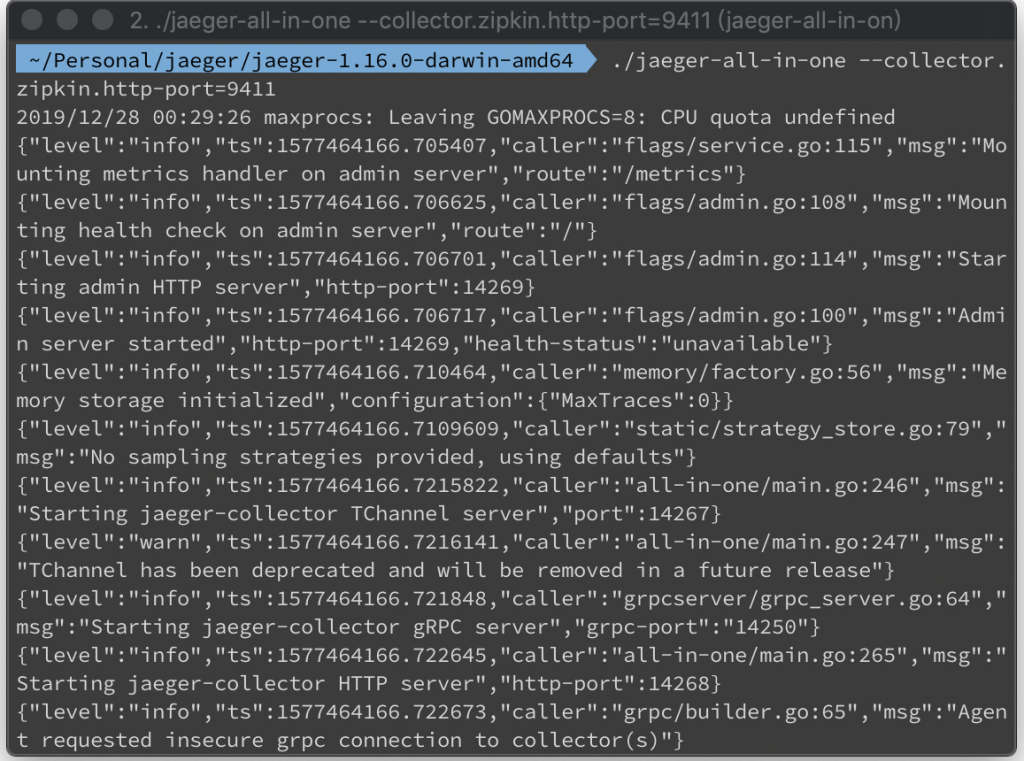 2. ./jaeger-all-in-one --collector.zipkin.http-port=9411 (jaeger-all-in-on)
~/Personal/jaeger/jaeger-1.16.0-darwin-amd64 ./jaeger-all-in-one --collector.
zipkin.http-port=9411
2019/12/28 00:29:26 maxprocs: Leaving GOMAXPROCS=8: CPU quota undefined
{"level":"info","ts":1577464166.705407,"caller":"flags/service.go:115","msg":"Mo
unting metrics handler on admin server","route":"/metrics"}
{"level":"info","ts":1577464166.706625,"caller":"flags/admin.go:108","msg":"Moun
ting health check on admin server","route":"/"}
{"level":"info","ts":1577464166.706701,"caller":"flags/admin.go:114","msg":"Star
ting admin HTTP server","http-port":14269}
{"level":"info","ts":1577464166.706717,"caller":"flags/admin.go:100","msg":"Admi
n server started","http-port":14269,"health-status":"unavailable"}
{"level":"info","ts":1577464166.710464,"caller":"memory/factory.go:56","msg":"Me
mory storage initialized","configuration":{"MaxTraces":0}}
{"level":"info","ts":1577464166.7109609,"caller":"static/strategy_store.go:79","
msg":"No sampling strategies provided, using defaults"}
{"level":"info","ts":1577464166.7215822,"caller":"all-in-one/main.go:246","msg":
"Starting jaeger-collector TChannel server","port":14267}
{"level":"warn","ts":1577464166.7216141,"caller":"all-in-one/main.go:247","msg":
"TChannel has been deprecated and will be removed in a future release"}
{"level":"info","ts":1577464166.721848,"caller":"grpcserver/grpc_server.go:64","
msg":"Starting jaeger-collector gRPC server","grpc-port":"14250"}
{"level":"info","ts":1577464166.722645,"caller":"all-in-one/main.go:265","msg":"
Starting jaeger-collector HTTP server","http-port":14268}
{"level":"info","ts":1577464166.722673,"caller":"grpc/builder.go:65","msg":"Agen
t requested insecure grpc connection to collector(s)"}